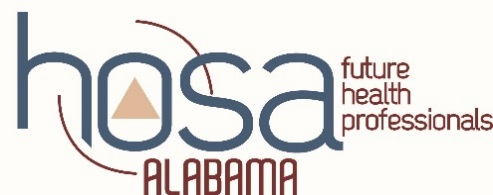 hosa
future
health
professionals
ALABAMA